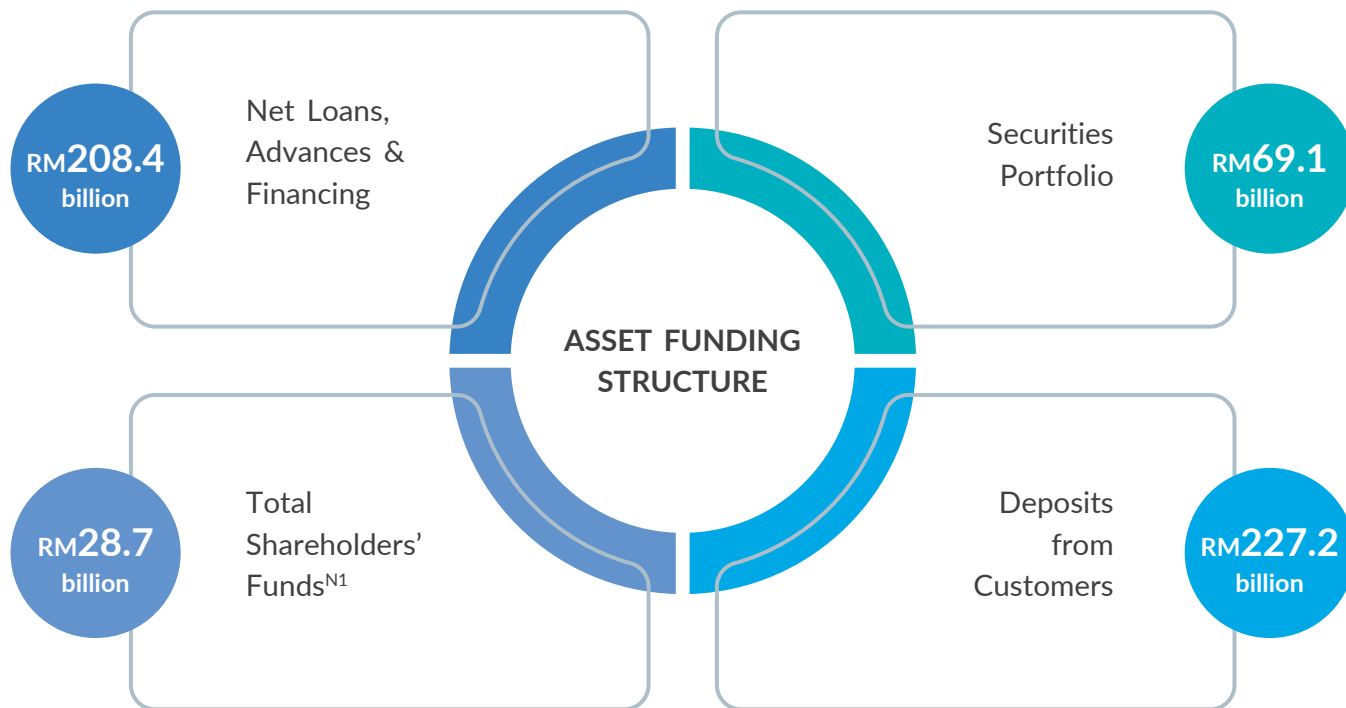 RM208.4
billion
Net Loans,
Advances &
Financing
Securities
Portfolio
RM69.1
billion
ASSET FUNDING
STRUCTURE
RM28.7
billion
Total
Shareholders’
FundsN1
Deposits
from
Customers
RM227.2
billion